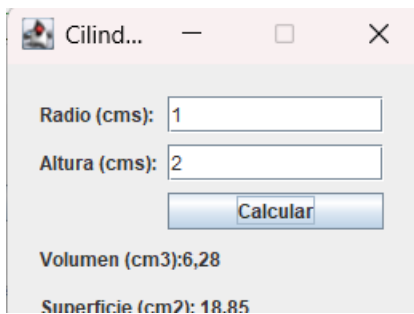 Cilind...
Radio (cms): 1
Altura (cms): 2
Calcular
Volumen (cm3):6,28
Superficie (cm2): 18.85